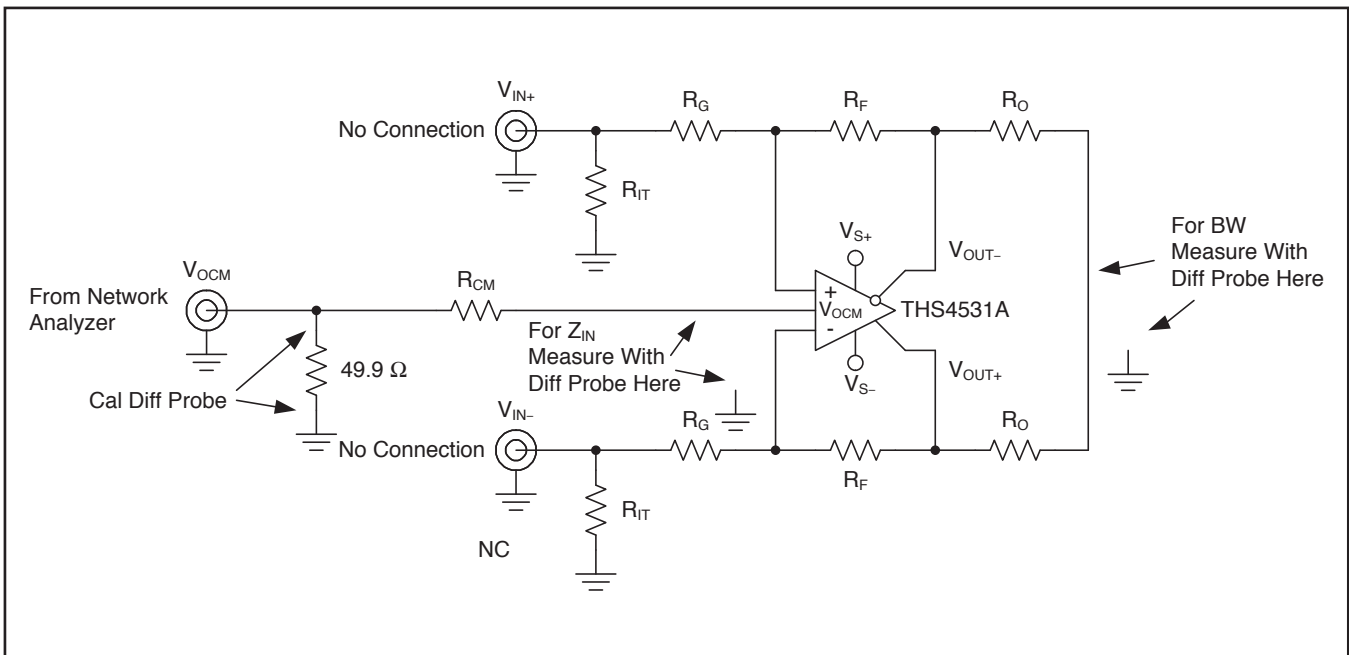 V_IN+
No Connection
R_G
R_F
R_O
R_IT
V_S+
V_OUT−
For BW
Measure With
Diff Probe Here
V_OCM
From Network
Analyzer
R_CM
+
V_OCM
-
THS4531A
For Z_IN
Measure With
Diff Probe Here
49.9 Ω
Cal Diff Probe
V_S−
V_OUT+
V_IN−
No Connection
R_G
R_F
R_O
R_IT
NC